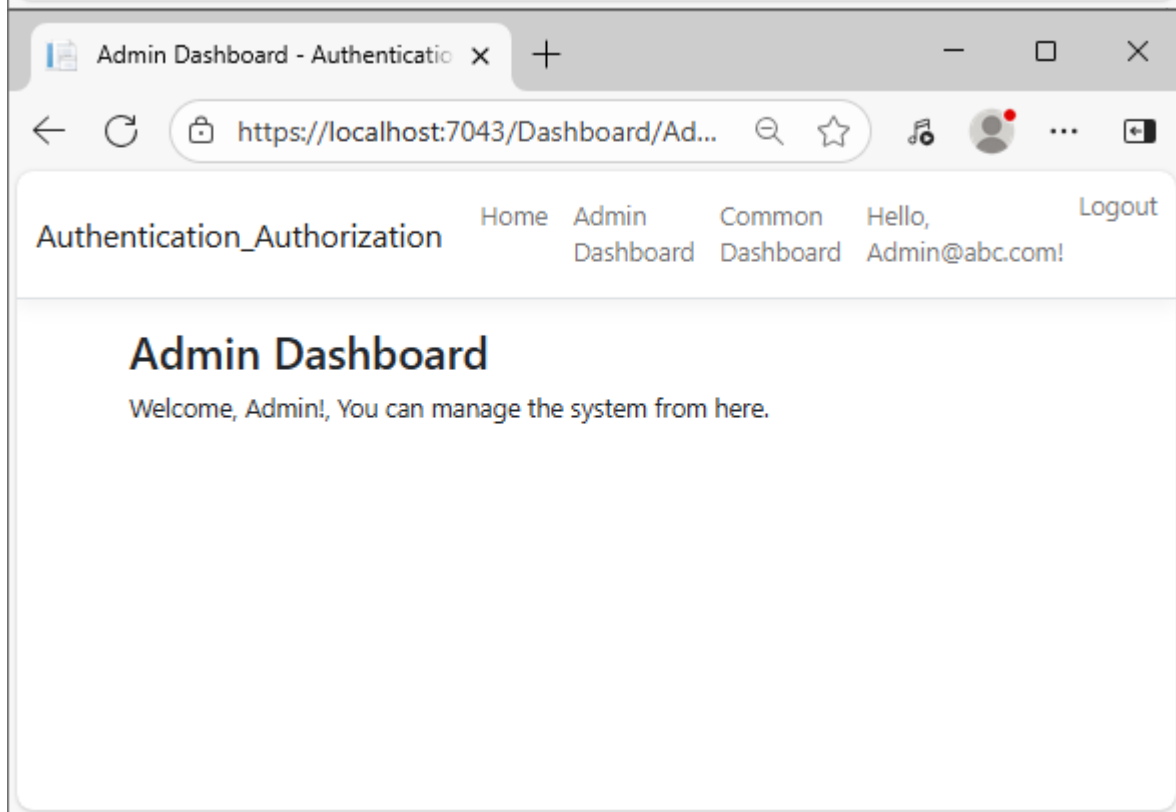 Admin Dashboard - Authenticatio
https://localhost:7043/Dashboard/Ad...
Authentication_Authorization
Home
Admin
Dashboard
Common
Dashboard
Hello,
Admin@abc.com!
Logout
Admin Dashboard
Welcome, Admin!, You can manage the system from here.